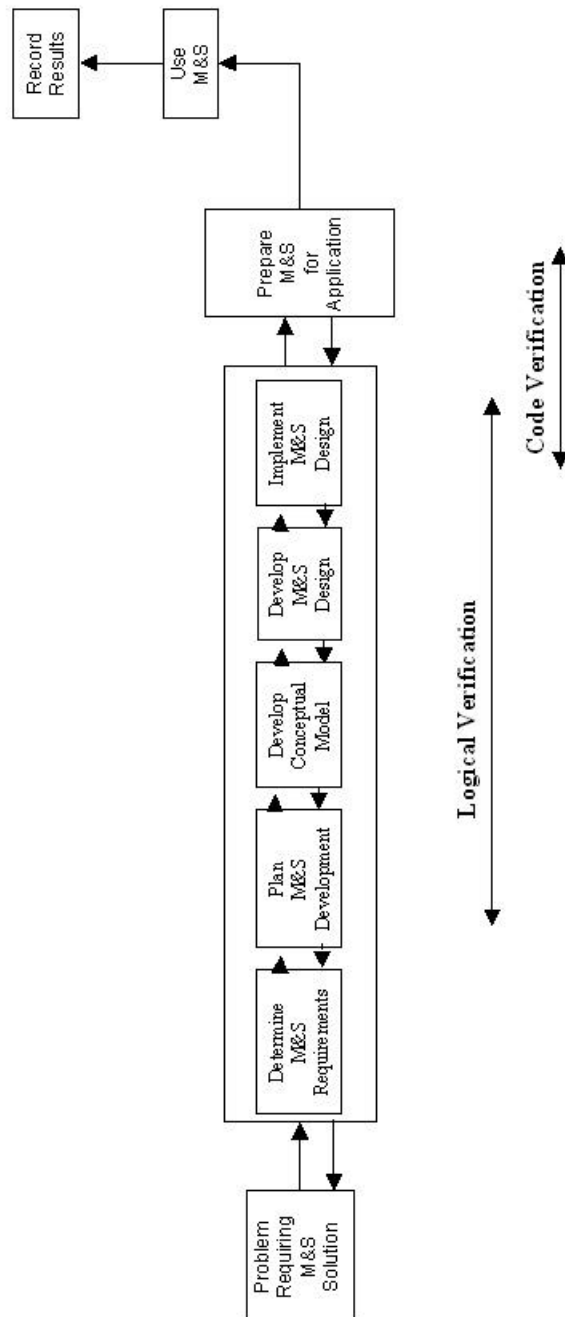 Problem
Requiring
M&S
Solution
Determine
M&S
Requirements
Plan
M&S
Development
Develop
Conceptual
Model
Develop
M&S
Design
Implement
M&S
Design
Prepare
M&S
for
Application
Use
M&S
Record
Results
Logical Verification
Code Verification